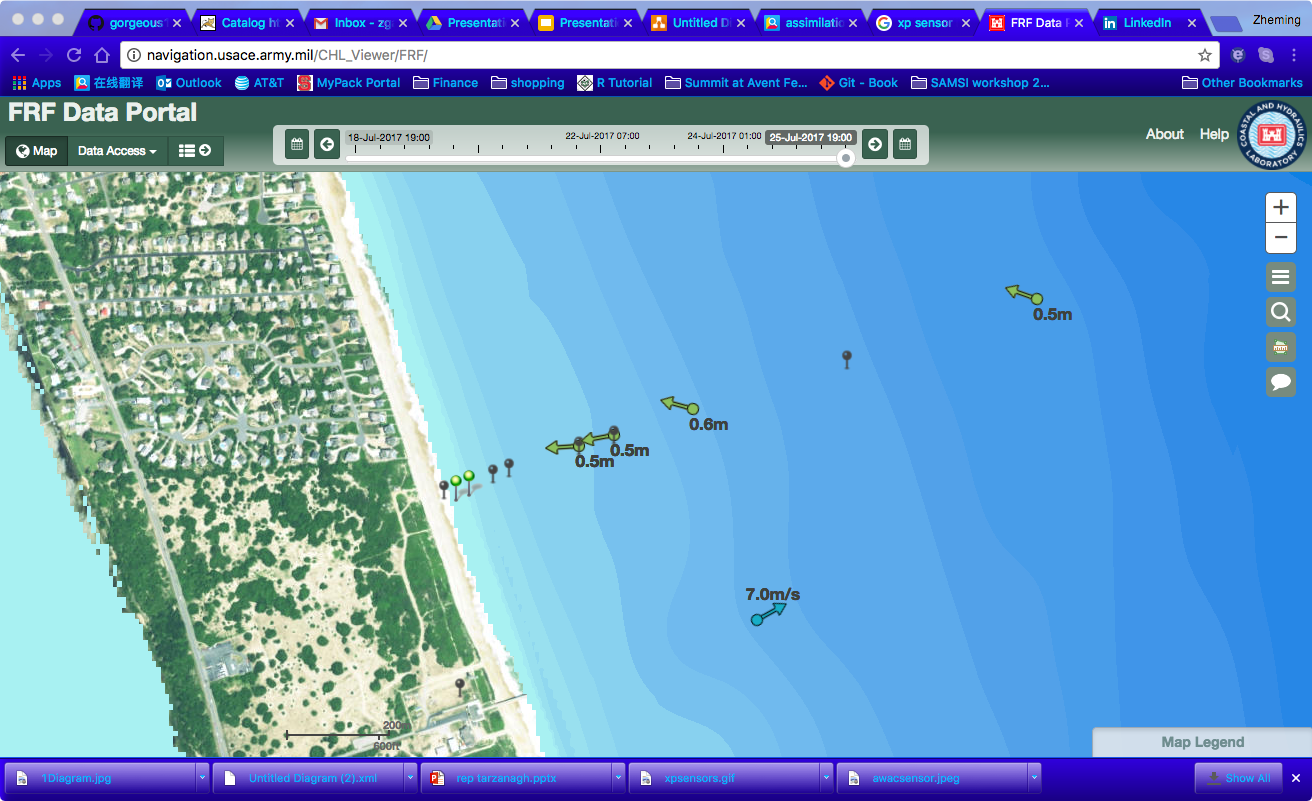 gorgeous1
Catalog ht
Inbox - zg
Presentati
Presentati
Untitled D
assimilatio
xp sensor
FRF Data P
LinkedIn
Zheming
navigation.usace.army.mil/CHL_Viewer/FRF/
Apps
在线翻译
Outlook
AT&T
MyPack Portal
Finance
shopping
R Tutorial
Summit at Avent Fe...
Git - Book
SAMSI workshop 2...
Other Bookmarks
FRF Data Portal
Map
Data Access
18-Jul-2017 19:00
22-Jul-2017 07:00
24-Jul-2017 01:00
25-Jul-2017 19:00
About
Help
COASTAL AND HYDRAULICS
LABORATORY
+
−
0.5m
0.6m
0.5m
0.5m
7.0m/s
200m
600ft
Map Legend
1Diagram.jpg
Untitled Diagram (2).xml
rep tarzanagh.pptx
xpsensors.gif
awacsensor.jpeg
Show All